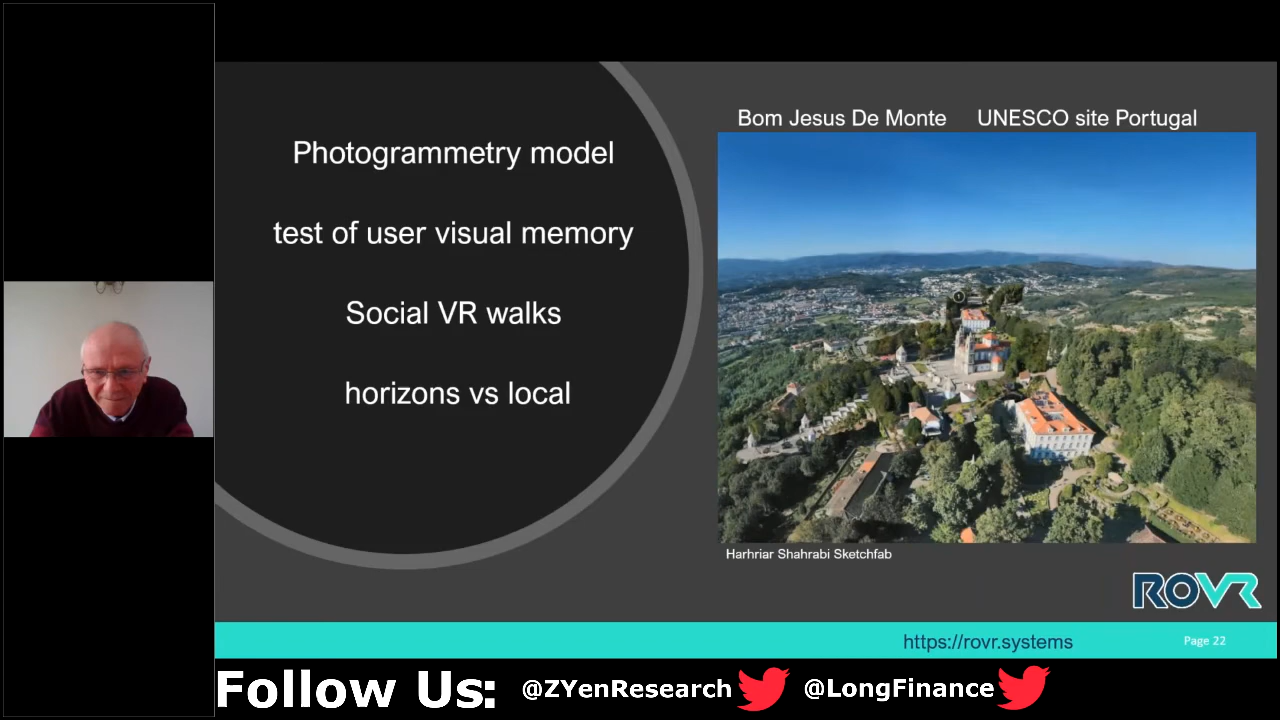 Photogrammetry model
test of user visual memory
Social VR walks
horizons vs local
Bom Jesus De Monte UNESCO site Portugal
Harhriar Shahrabi Sketchfab
ROVR
https://rovr.systems
Page 22
Follow Us: @ZYenResearch @LongFinance